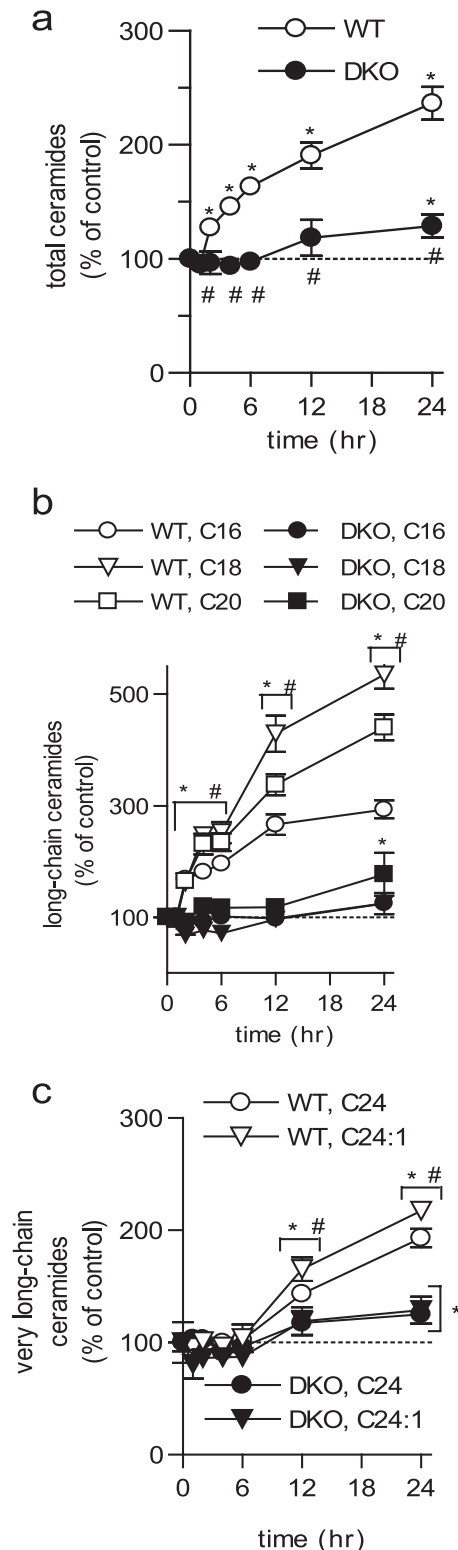 a
WT
DKO
300
200
100
0
total ceramides
(% of control)
* * * * * *
# # # # #
0 6 12 18 24
time (hr)
b
WT, C16 DKO, C16
WT, C18 DKO, C18
WT, C20 DKO, C20
500
300
100
long-chain ceramides
(% of control)
* #
* #
* #
*
0 6 12 18 24
time (hr)
c
WT, C24
WT, C24:1
300
200
100
0
very long-chain
ceramides
(% of control)
* #
* #
*
DKO, C24
DKO, C24:1
0 6 12 18 24
time (hr)